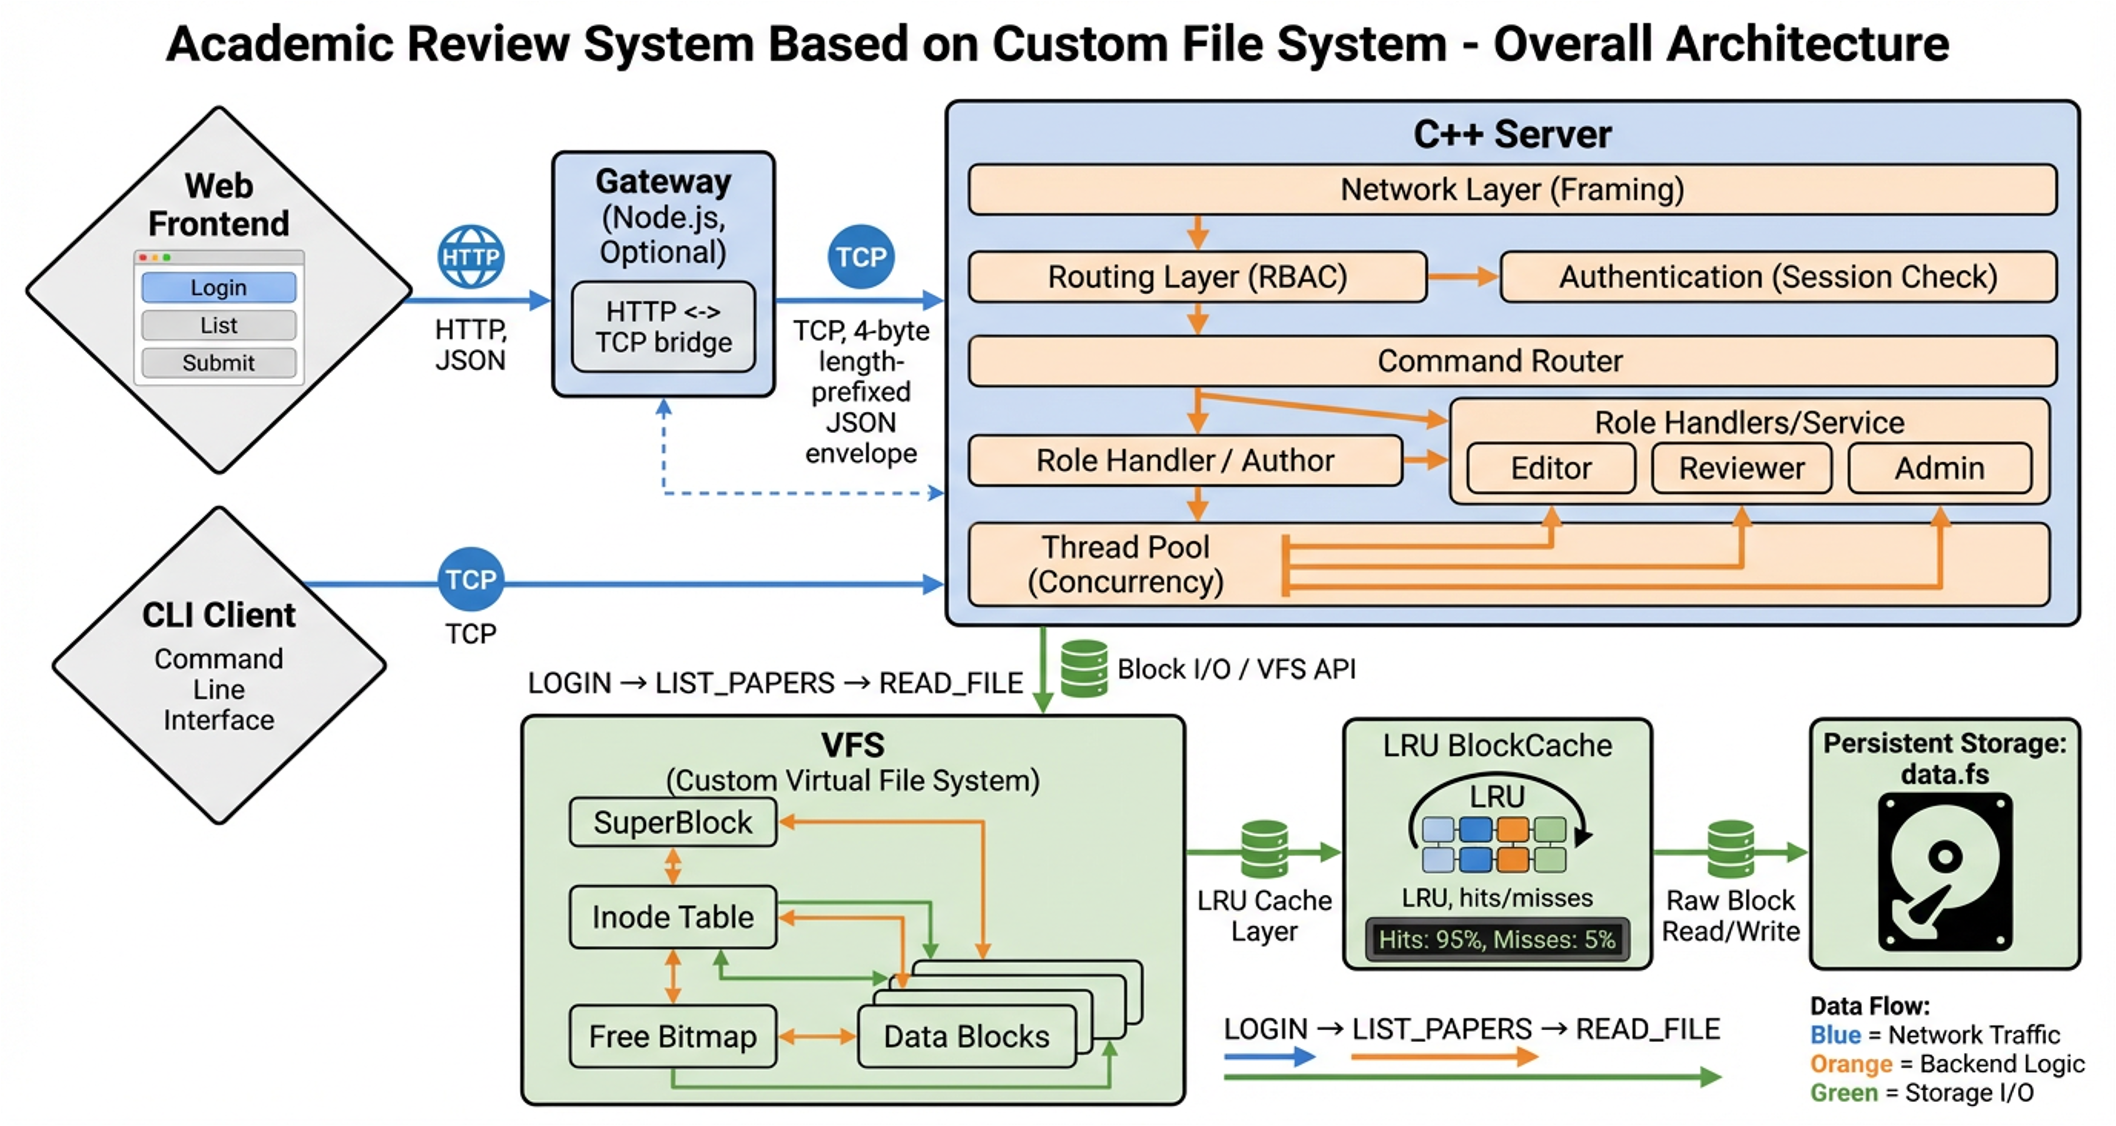 Academic Review System Based on Custom File System - Overall Architecture
Web
Frontend
Login
List
Submit
HTTP
HTTP,
JSON
Gateway
(Node.js,
Optional)
HTTP <->
TCP bridge
TCP
TCP, 4-byte
length-
prefixed
JSON
envelope
C++ Server
Network Layer (Framing)
Routing Layer (RBAC)
Authentication (Session Check)
Command Router
Role Handler / Author
Role Handlers/Service
Editor
Reviewer
Admin
Thread Pool
(Concurrency)
CLI Client
Command
Line
Interface
TCP
TCP
LOGIN → LIST_PAPERS → READ_FILE
Block I/O / VFS API
VFS
(Custom Virtual File System)
SuperBlock
Inode Table
Free Bitmap
Data Blocks
LRU Cache
Layer
LRU BlockCache
LRU
LRU, hits/misses
Hits: 95%, Misses: 5%
Raw Block
Read/Write
Persistent Storage:
data.fs
LOGIN → LIST_PAPERS → READ_FILE
Data Flow:
Blue = Network Traffic
Orange = Backend Logic
Green = Storage I/O